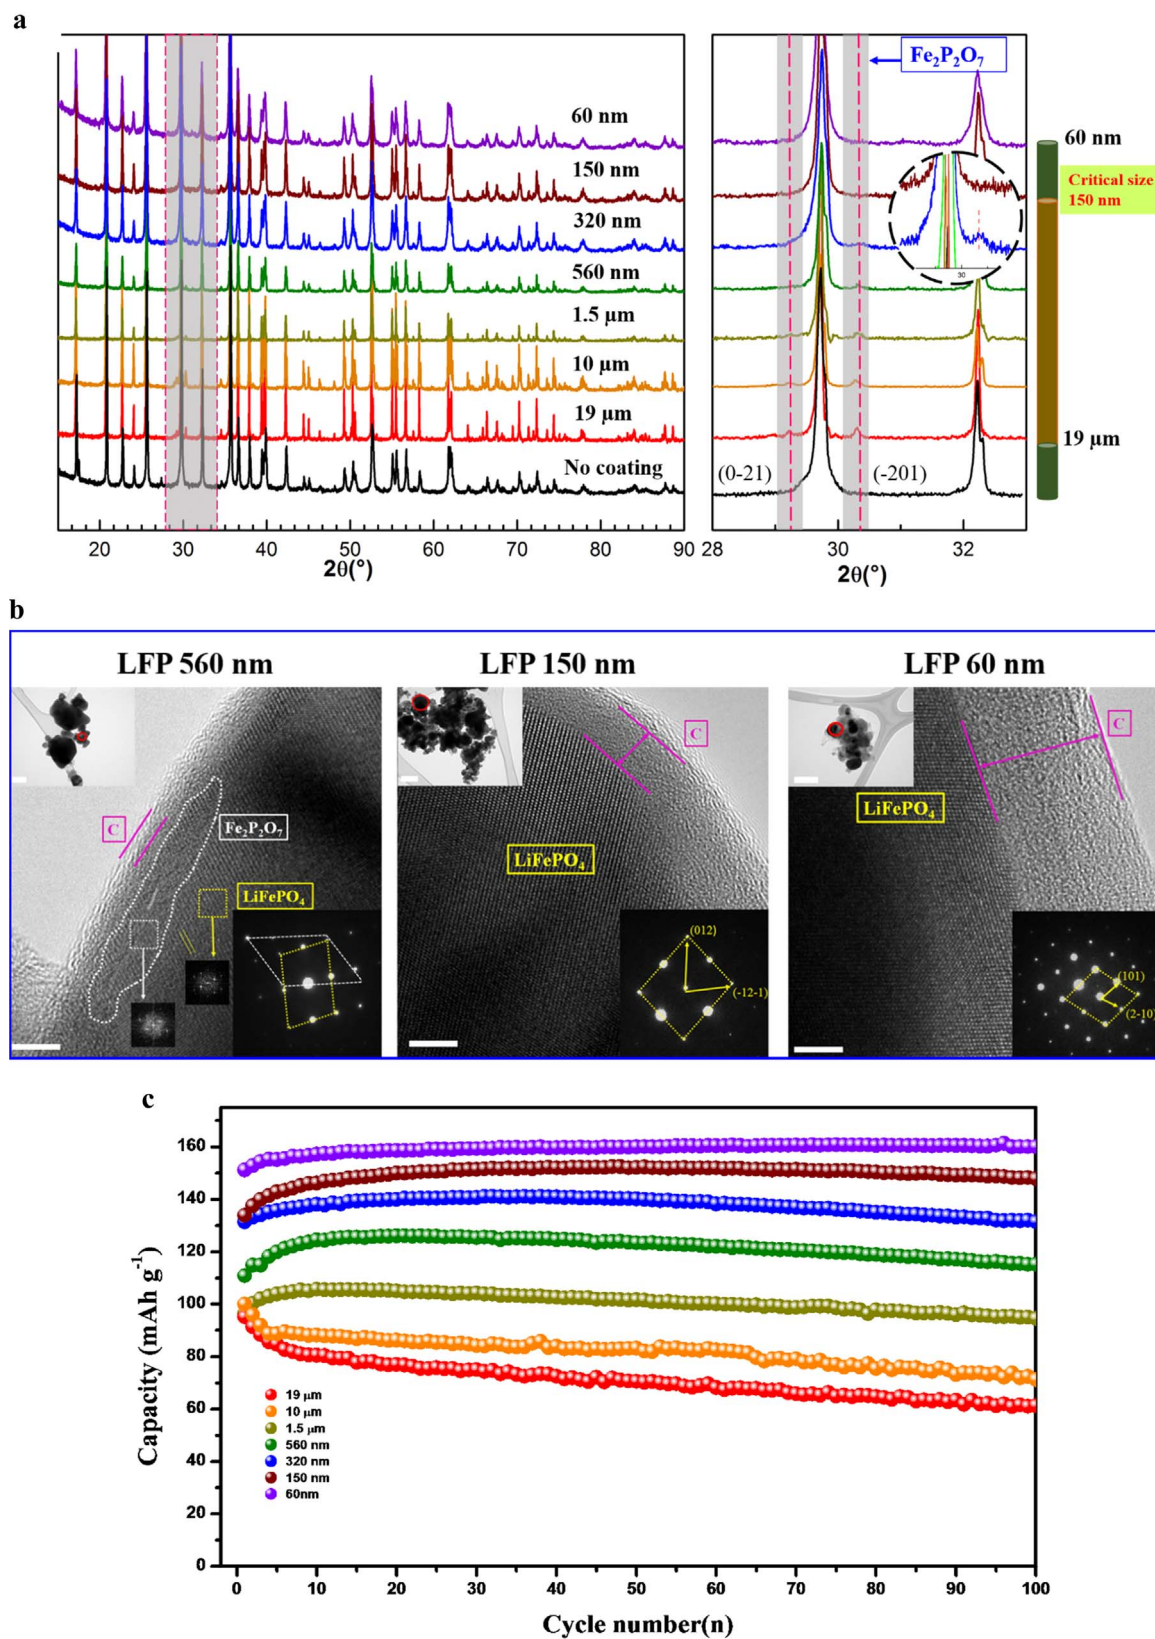 a
Fe₂P₂O₇
60 nm
150 nm
320 nm
560 nm
1.5 µm
10 µm
19 µm
No coating
20
30
40
50
60
70
80
90
2θ(°)
30
(0-21)
(-201)
28
30
32
2θ(°)
60 nm
Critical size
150 nm
19 µm
b
LFP 560 nm
LFP 150 nm
LFP 60 nm
C
Fe₂P₂O₇
LiFePO₄
C
LiFePO₄
(012)
(-12-1)
C
LiFePO₄
(101)
(2-10)
c
160
140
120
100
80
60
40
20
0
Capacity (mAh g⁻¹)
19 µm
10 µm
1.5 µm
560 nm
320 nm
150 nm
60nm
0
10
20
30
40
50
60
70
80
90
100
Cycle number(n)